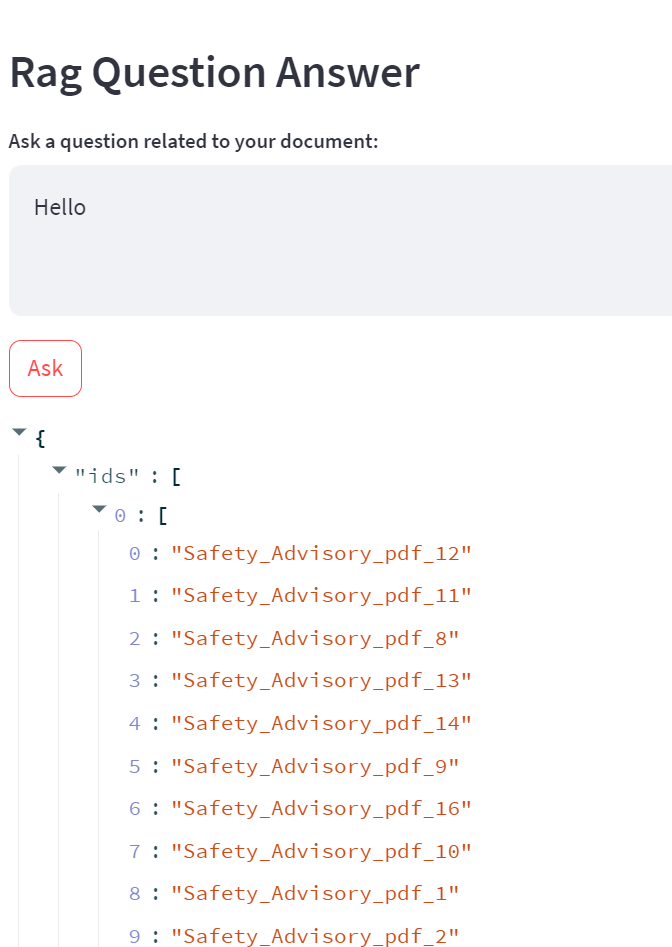 Rag Question Answer
Ask a question related to your document:
Hello
Ask
{
"ids" : [
0 : [
0 : "Safety_Advisory_pdf_12"
1 : "Safety_Advisory_pdf_11"
2 : "Safety_Advisory_pdf_8"
3 : "Safety_Advisory_pdf_13"
4 : "Safety_Advisory_pdf_14"
5 : "Safety_Advisory_pdf_9"
6 : "Safety_Advisory_pdf_16"
7 : "Safety_Advisory_pdf_10"
8 : "Safety_Advisory_pdf_1"
9 : "Safety_Advisory_pdf_2"